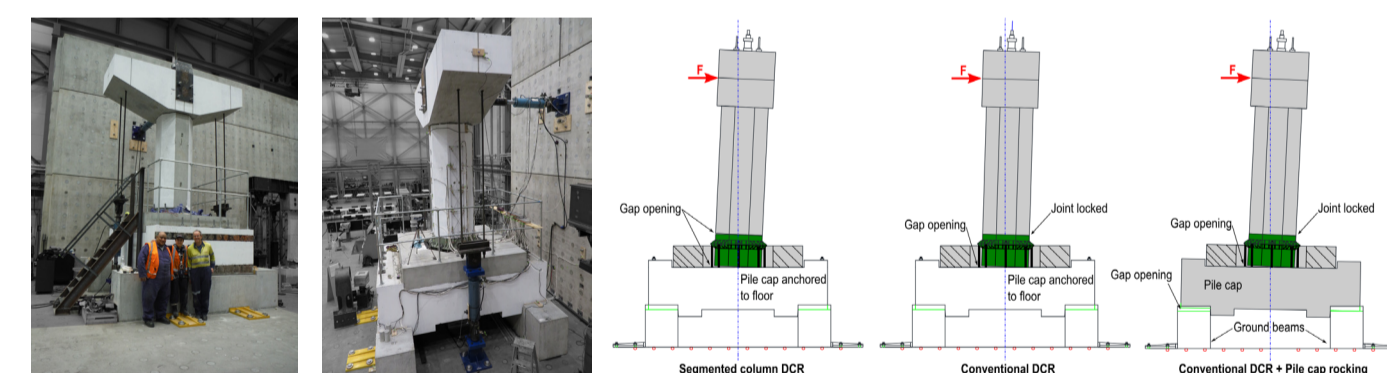 F
Gap opening
Pile cap anchored
to floor
Segmented column DCR
F
Gap opening
Joint locked
Pile cap anchored
to floor
Conventional DCR
F
Gap opening
Joint locked
Gap opening
Pile cap
Ground beams
Conventional DCR + Pile cap rocking